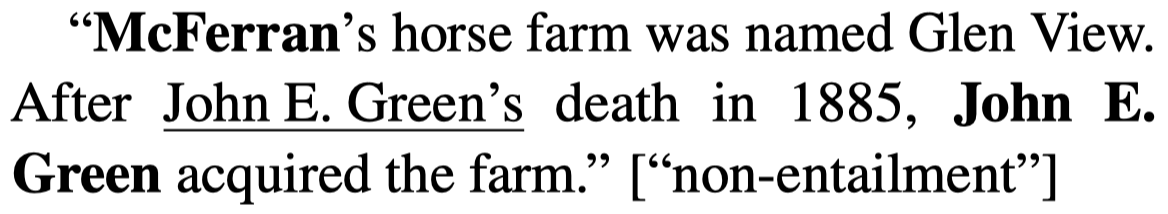 “McFerran’s horse farm was named Glen View.
After John E. Green’s death in 1885, John E.
Green acquired the farm.” [“non-entailment”]